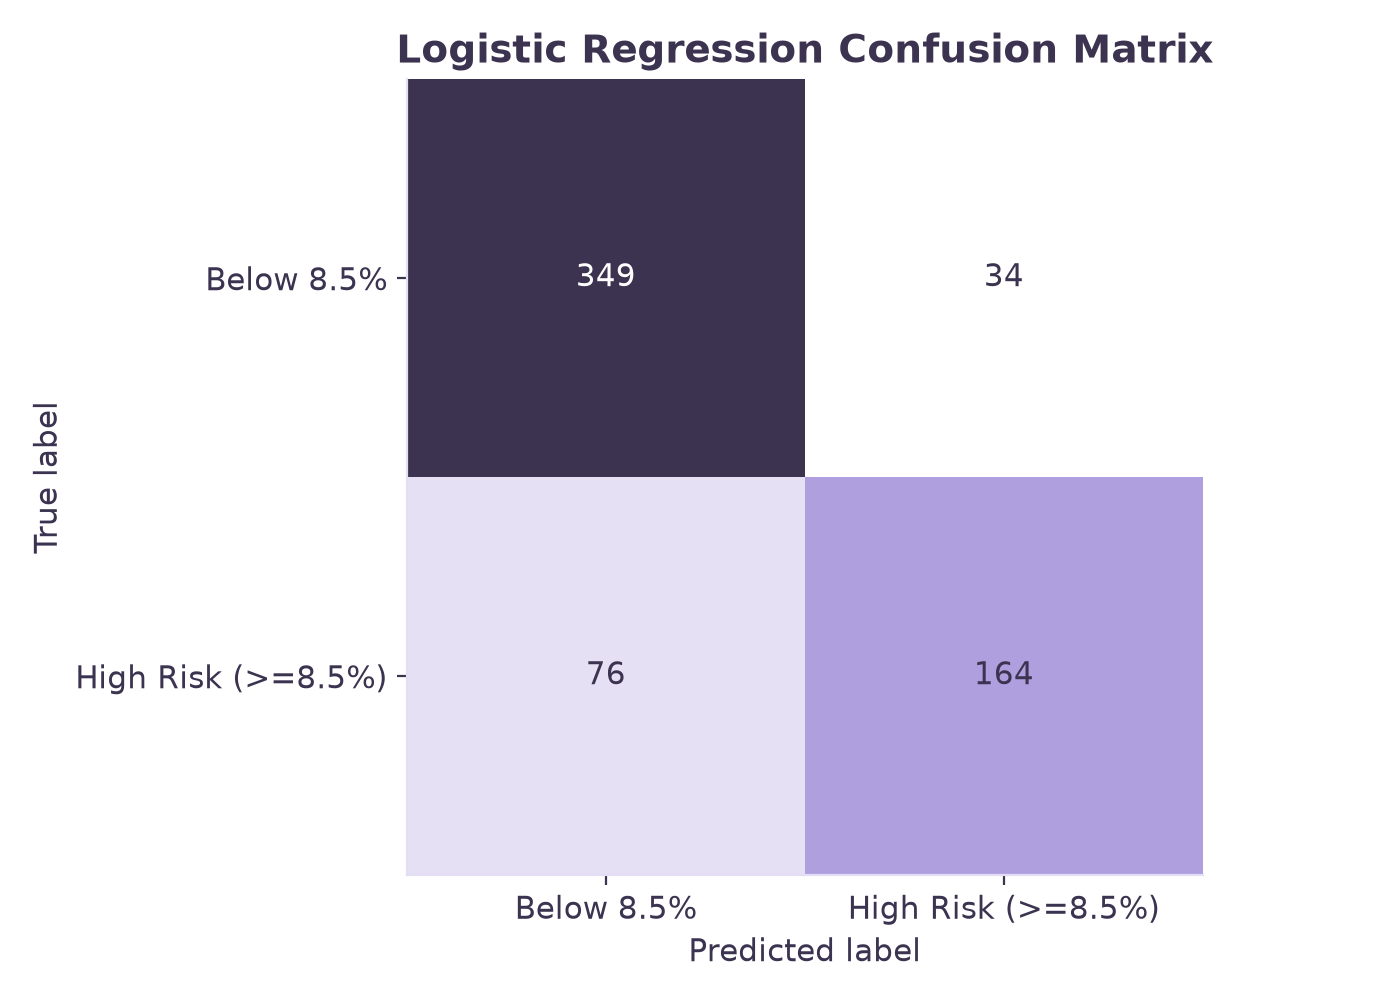 Logistic Regression Confusion Matrix
Below 8.5%
349
34
True label
High Risk (>=8.5%)
76
164
Below 8.5%
High Risk (>=8.5%)
Predicted label